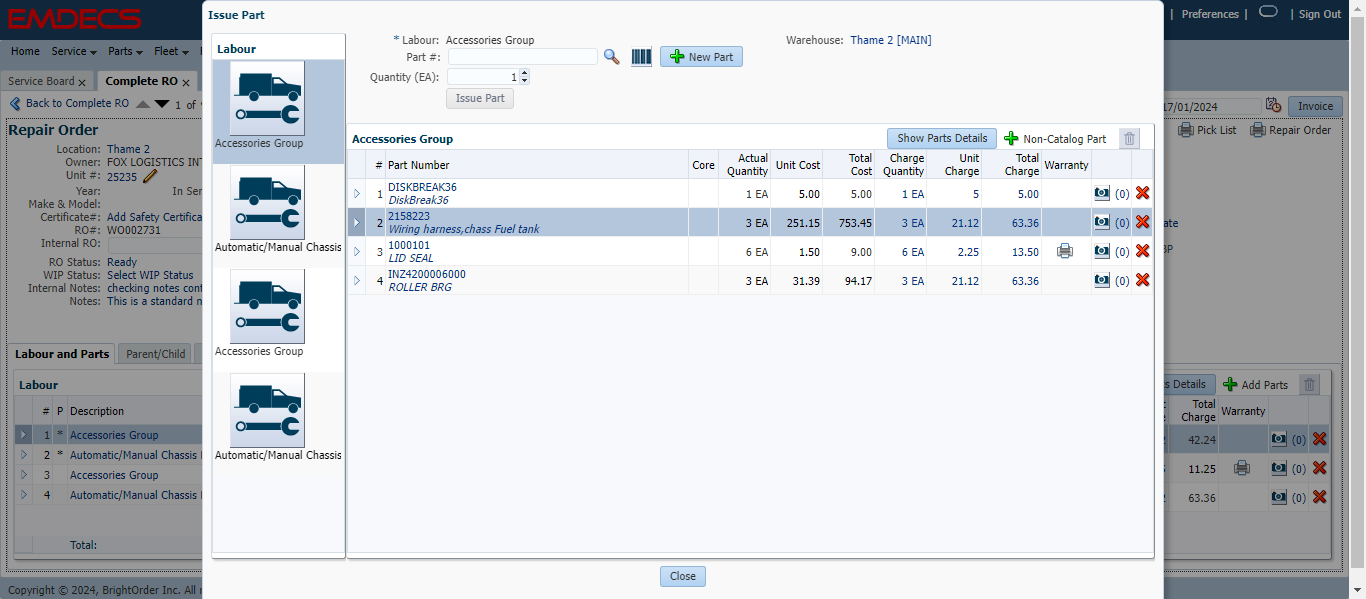 EMDECS
| Preferences | | Sign Out
Home Service Parts Fleet
Service Board x Complete RO x
Back to Complete RO 1 of
17/01/2024 Invoice
Pick List Repair Order
Repair Order
Location: Thame 2
Owner: FOX LOGISTICS INT
Unit #: 25235
Year: In Ser
Make & Model:
Certificate#: Add Safety Certifica
RO#: WO002731
Internal RO:
RO Status: Ready
WIP Status: Select WIP Status
Internal Notes: checking notes cont
Notes: This is a standard n
Labour and Parts Parent/Child
Labour
# P Description
1 * Accessories Group
2 * Automatic/Manual Chassis
3 Accessories Group
4 Automatic/Manual Chassis
Total:
Copyright © 2024, BrightOrder Inc. All r
Issue Part
Labour
Accessories Group
Automatic/Manual Chassis
Accessories Group
Automatic/Manual Chassis
* Labour: Accessories Group
Warehouse: Thame 2 [MAIN]
Part #: New Part
Quantity (EA): 1
Issue Part
Accessories Group Show Parts Details Non-Catalog Part
# Part Number Core Actual Quantity Unit Cost Total Cost Charge Quantity Unit Charge Total Charge Warranty
1 DISKBREAK36 1 EA 5.00 5.00 1 EA 5 5.00 (0)
DiskBreak36
2 2158223 3 EA 251.15 753.45 3 EA 21.12 63.36 (0)
Wiring harness,chass Fuel tank
3 1000101 6 EA 1.50 9.00 6 EA 2.25 13.50 (0)
LID SEAL
4 INZ4200006000 3 EA 31.39 94.17 3 EA 21.12 63.36 (0)
ROLLER BRG
Close
ate
BP
s Details Add Parts
Total Charge Warranty
42.24 (0)
11.25 (0)
63.36 (0)